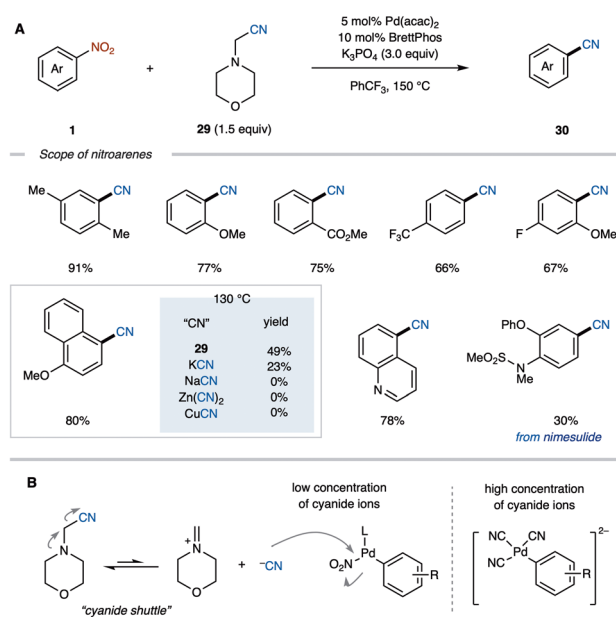 A
NO₂
Ar
1
+
CN
N
O
29 (1.5 equiv)
5 mol% Pd(acac)₂
10 mol% BrettPhos
K₃PO₄ (3.0 equiv)
PhCF₃, 150 °C
CN
Ar
30
Scope of nitroarenes
Me CN
Me
91%
CN
OMe
77%
CN
CO₂Me
75%
CN
F₃C
66%
CN
F OMe
67%
CN
MeO
80%
130 °C
"CN" yield
29 49%
KCN 23%
NaCN 0%
Zn(CN)₂ 0%
CuCN 0%
CN
N
78%
PhO CN
MeO₂S
N
Me
30%
from nimesulide
B
CN
N
O
"cyanide shuttle"
+
N
O
+ ⁻CN
low concentration
of cyanide ions
L
Pd
O₂N
R
high concentration
of cyanide ions
NC CN
Pd
NC
R
2–